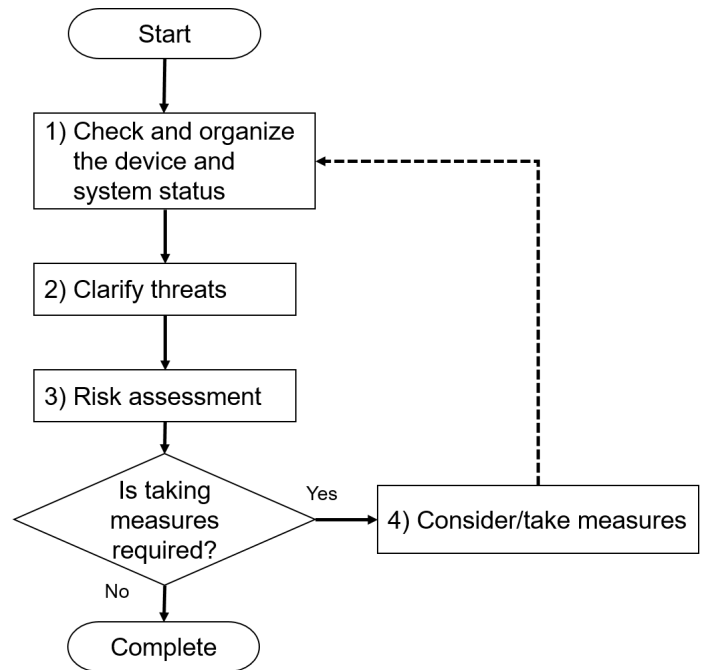 Start
1) Check and organize
the device and
system status
2) Clarify threats
3) Risk assessment
Is taking
measures
required?
Yes
4) Consider/take measures
No
Complete